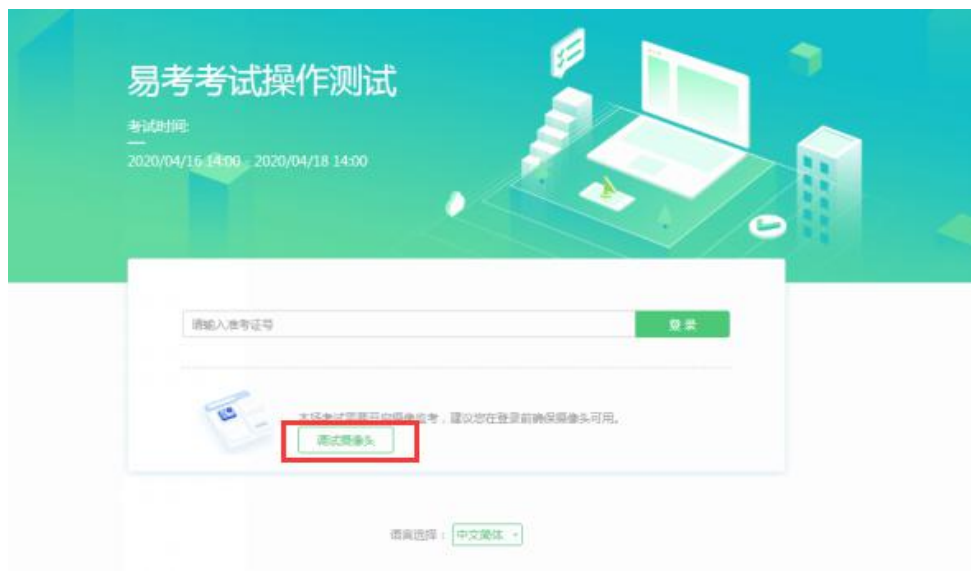 易考考试操作测试
考试时间:
2020/04/16 14:00 - 2020/04/18 14:00
请输入准考证号
登录
本场考试需要开启摄像监考，建议您在登录前确保摄像头可用。
调试摄像头
语言选择：
中文简体